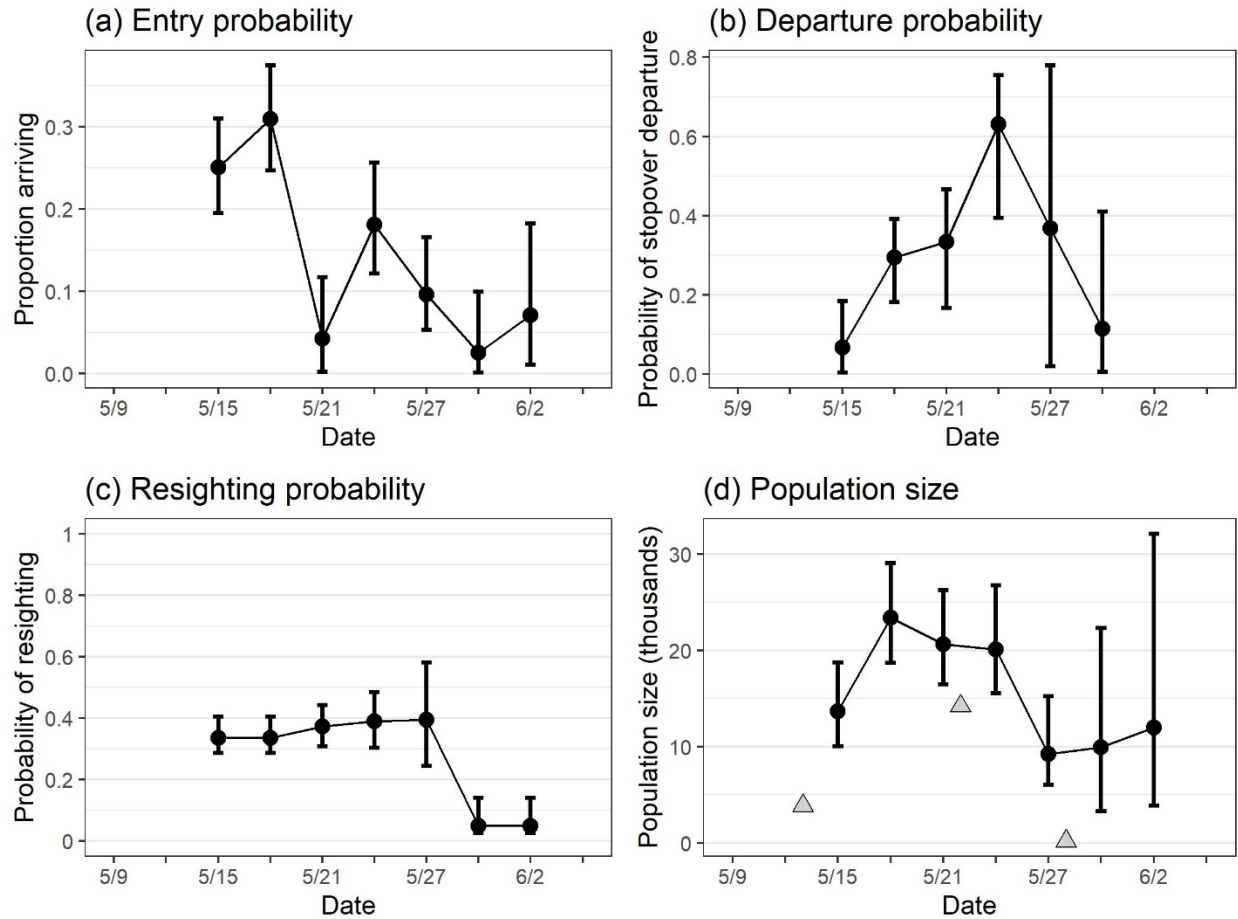 (a) Entry probability
Proportion arriving
0.3
0.2
0.1
0.0
5/9 5/15 5/21 5/27 6/2
Date
(b) Departure probability
Probability of stopover departure
0.8
0.6
0.4
0.2
0.0
5/9 5/15 5/21 5/27 6/2
Date
(c) Resighting probability
Probability of resighting
1
0.8
0.6
0.4
0.2
0
5/9 5/15 5/21 5/27 6/2
Date
(d) Population size
Population size (thousands)
30
20
10
0
5/9 5/15 5/21 5/27 6/2
Date